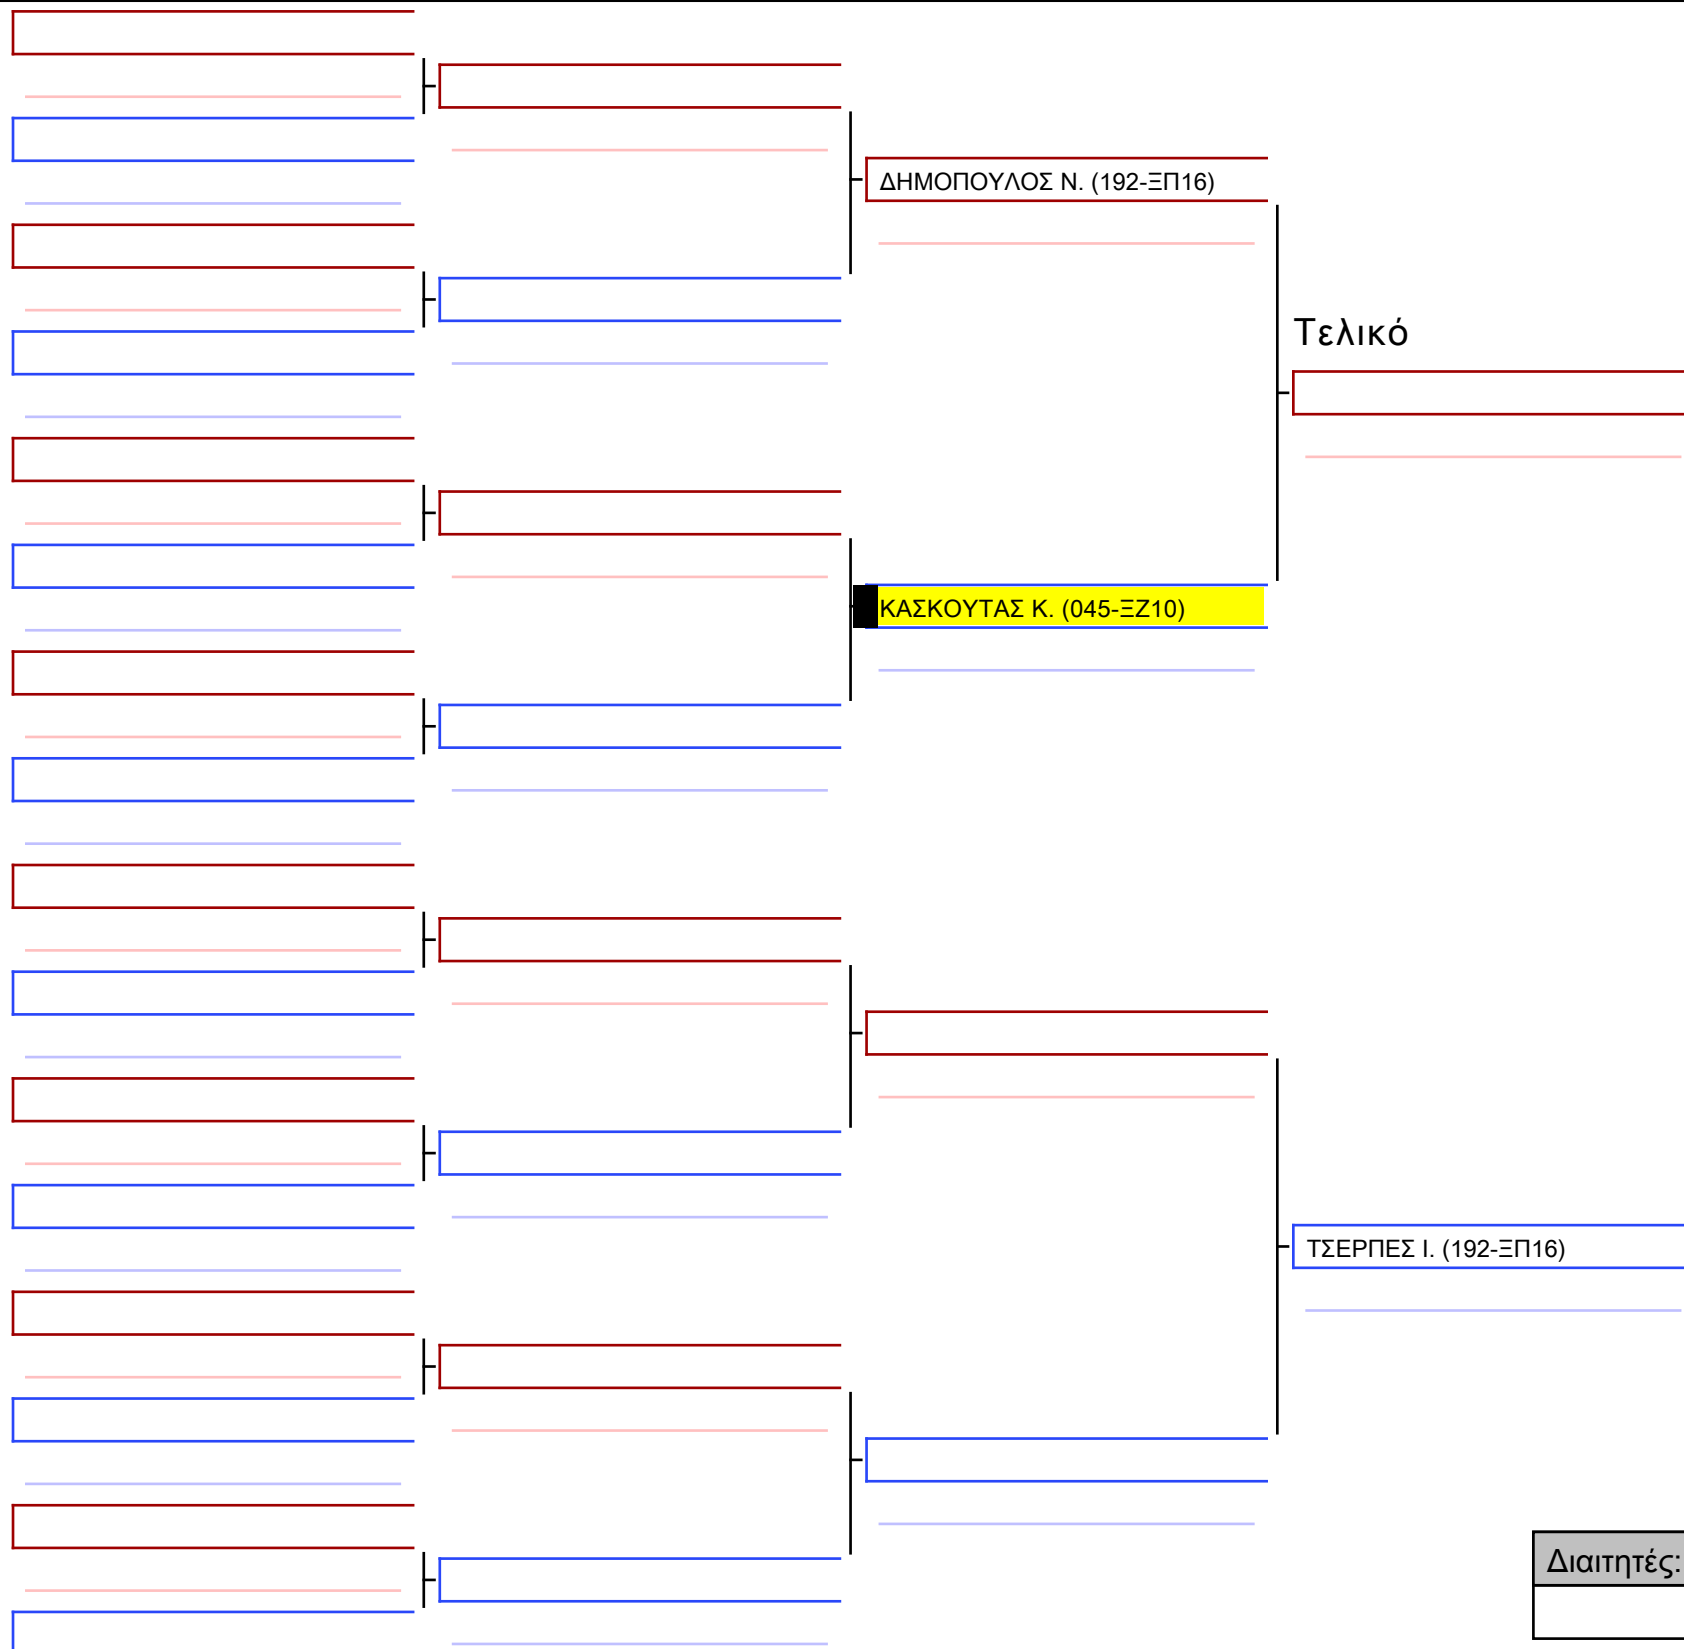 ΔΗΜΟΠΟΥΛΟΣ Ν. (192-ΞΠ16)
Τελικό
ΚΑΣΚΟΥΤΑΣ Κ. (045-ΞΖ10)
ΤΣΕΡΠΕΣ Ι. (192-ΞΠ16)
Διαιτητές: